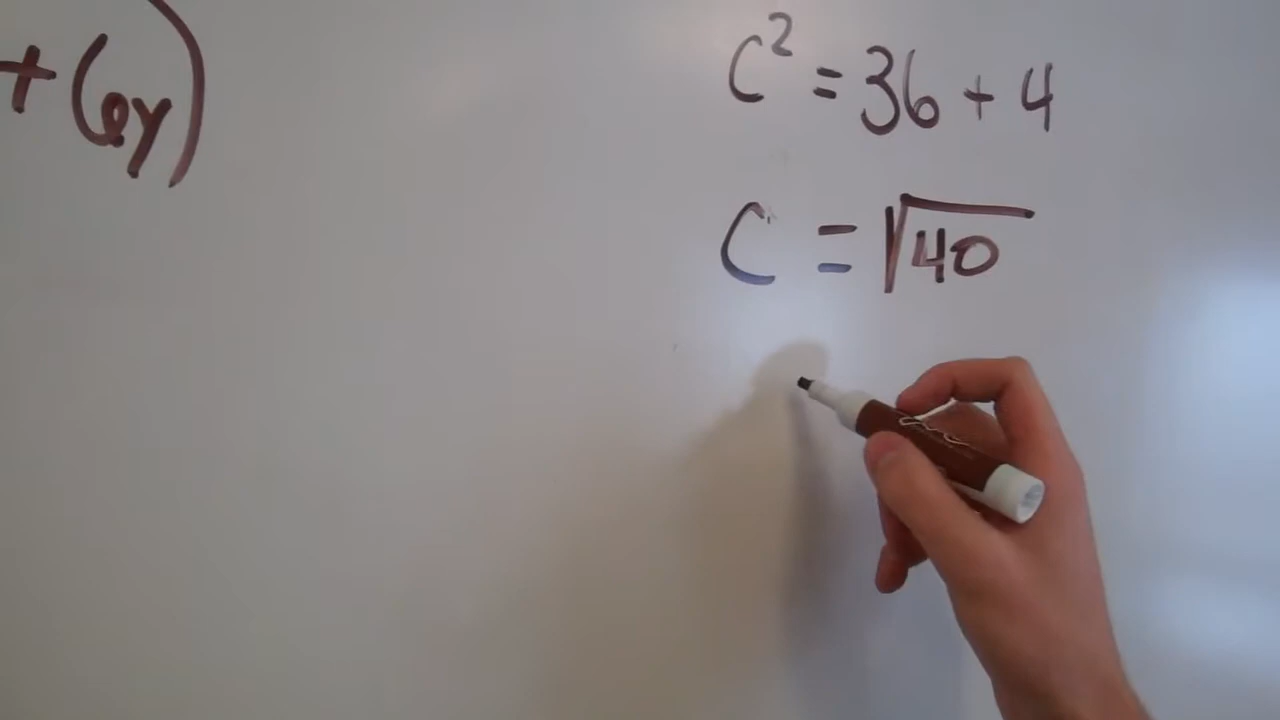 + 6y)
C² = 36 + 4
C = √40